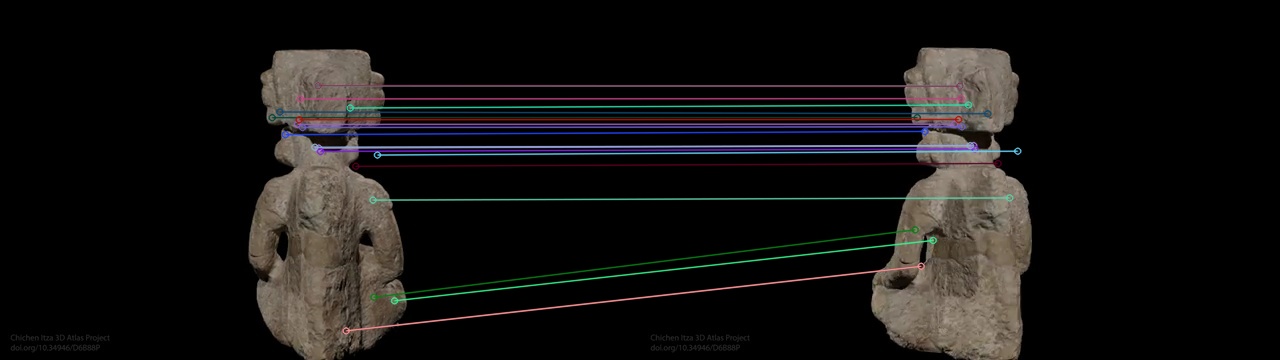 Chichen Itza 3D Atlas Project
doi.org/10.34946/D6B88P
Chichen Itza 3D Atlas Project
doi.org/10.34946/D6B88P